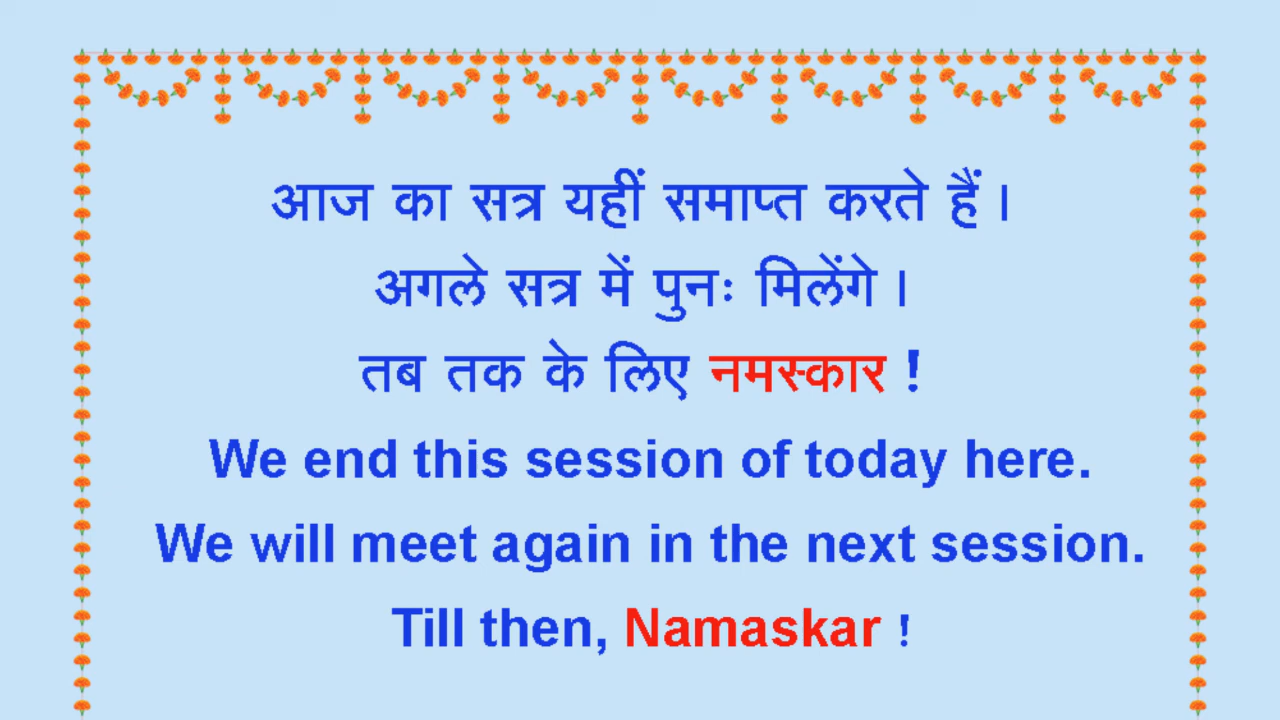 आज का सत्र यहीं समाप्त करते हैं ।
अगले सत्र में पुनः मिलेंगे ।
तब तक के लिए नमस्कार !
We end this session of today here.
We will meet again in the next session.
Till then, Namaskar !